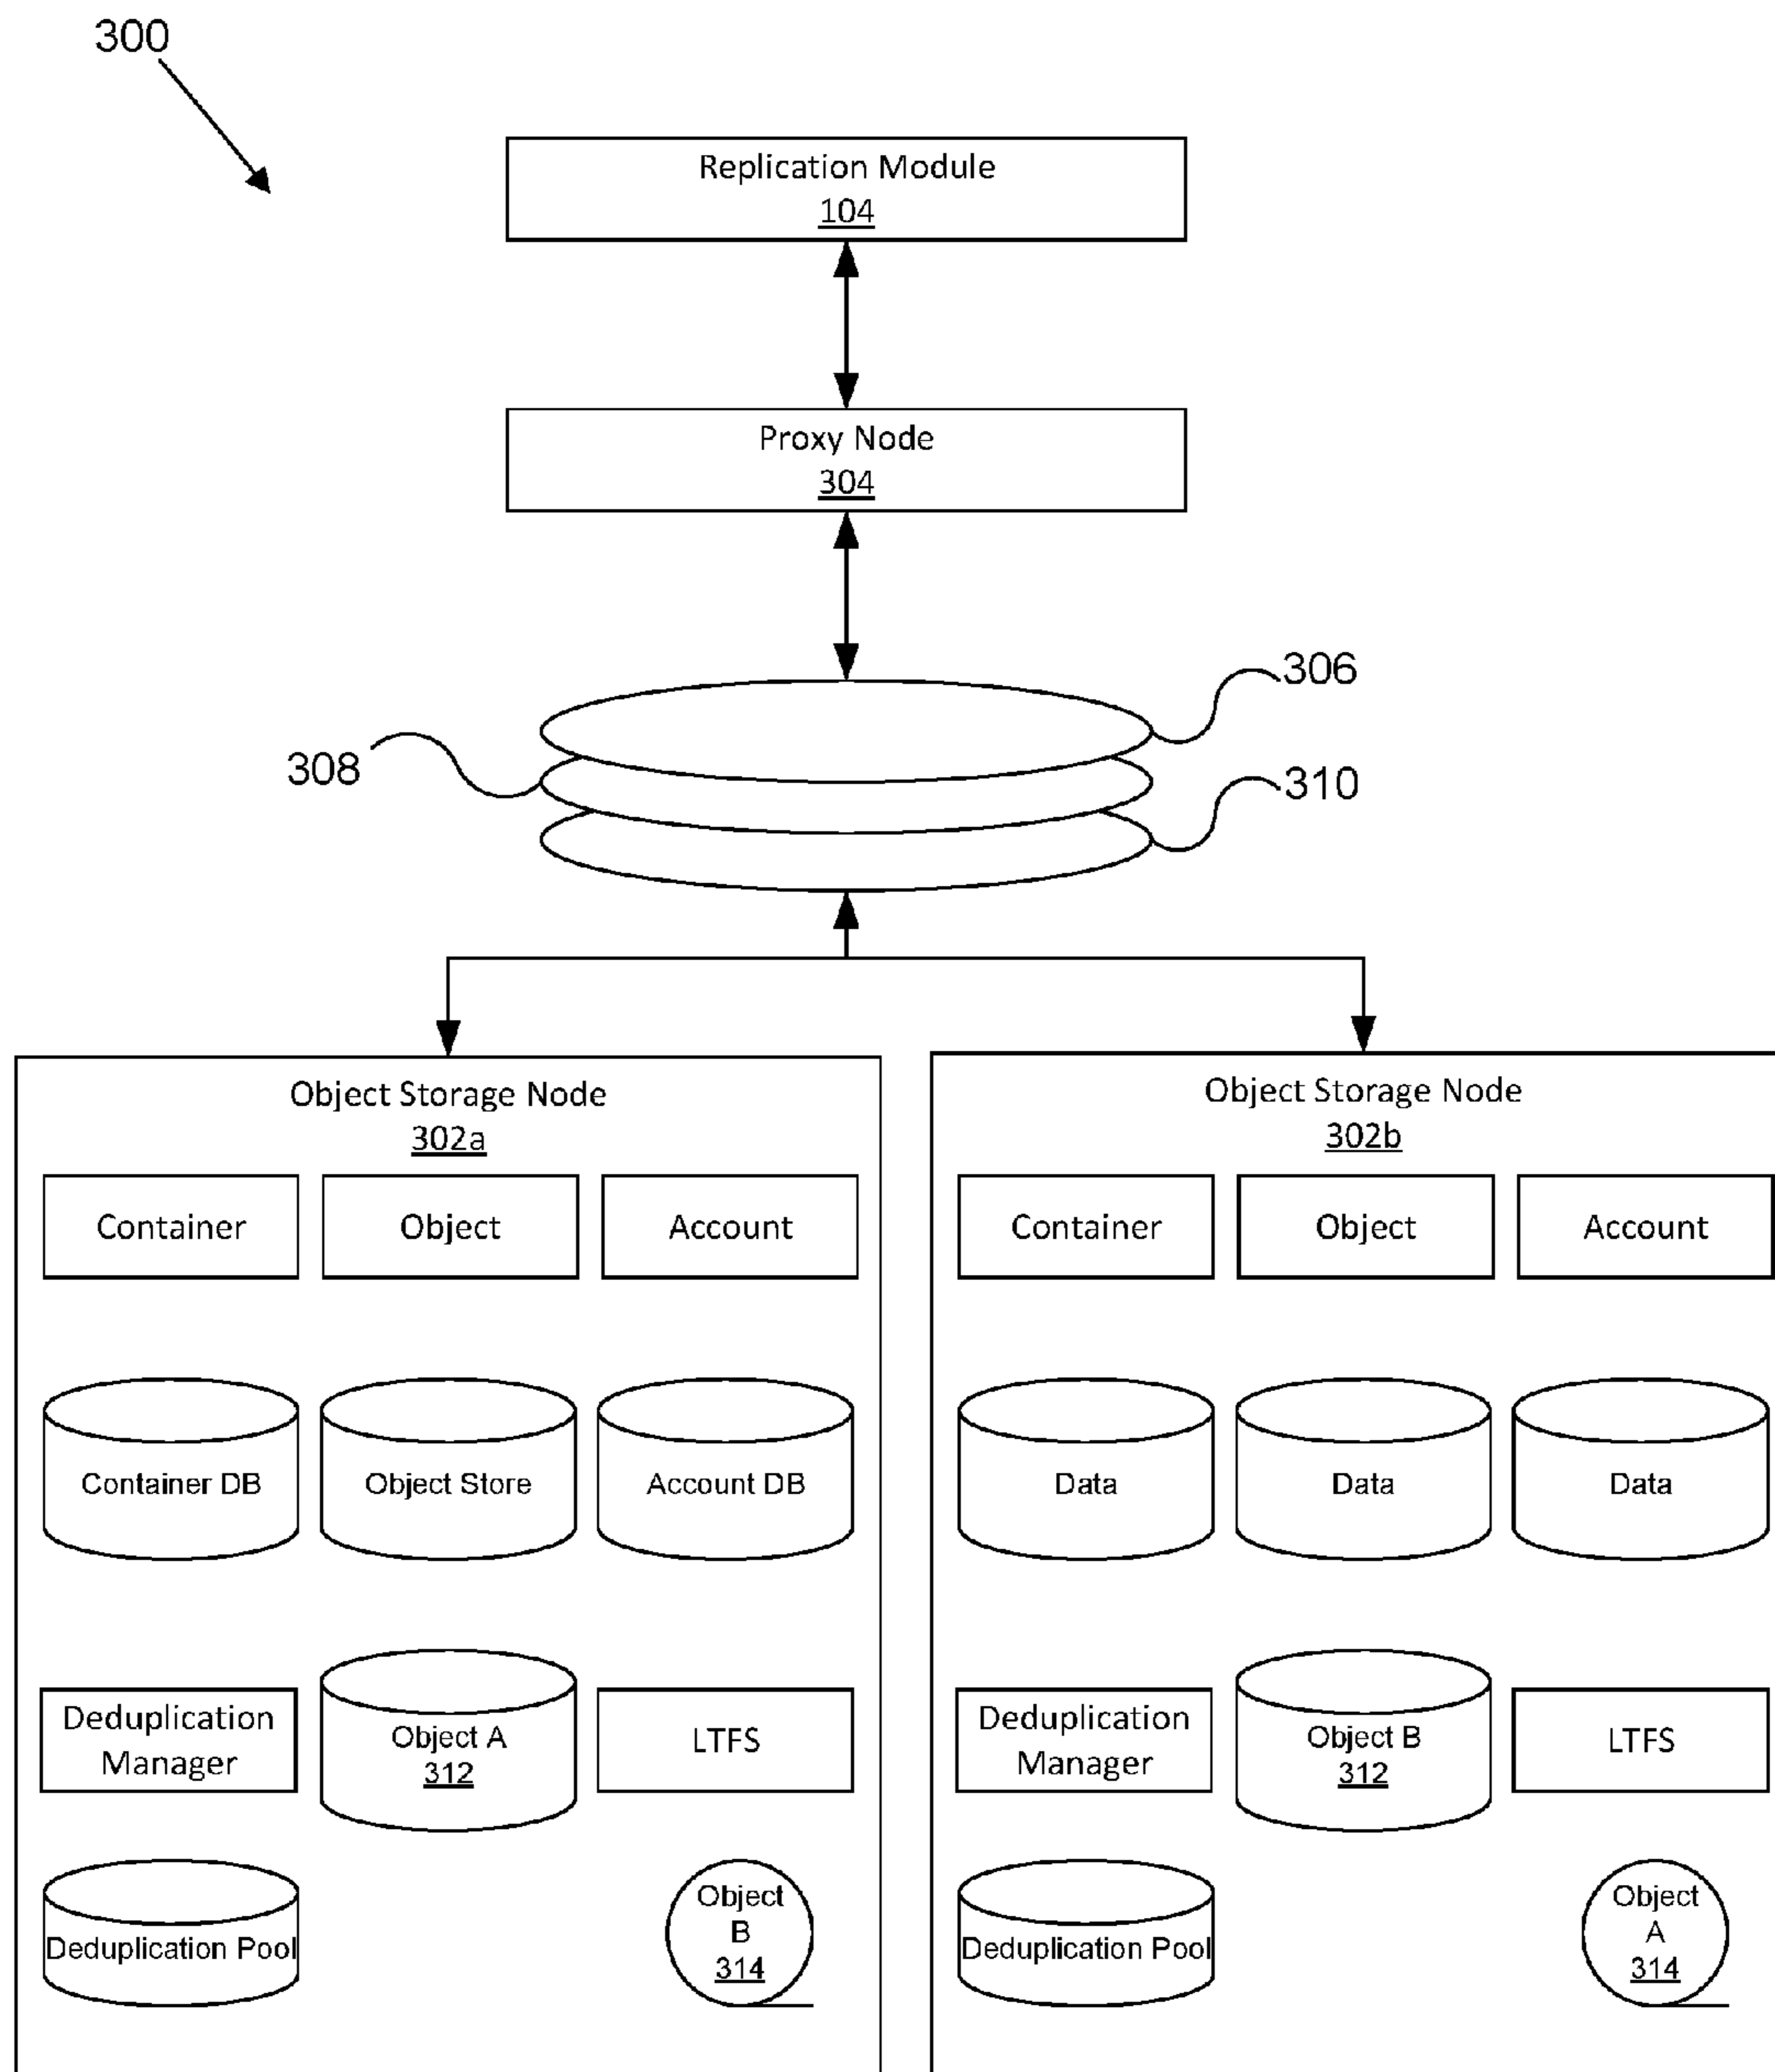 300
Replication Module
104
Proxy Node
304
306
308
310
Object Storage Node
302a
Container
Object
Account
Container DB
Object Store
Account DB
Deduplication
Manager
Object A
312
LTFS
Deduplication Pool
Object
B
314
Object Storage Node
302b
Container
Object
Account
Data
Data
Data
Deduplication
Manager
Object B
312
LTFS
Deduplication Pool
Object
A
314